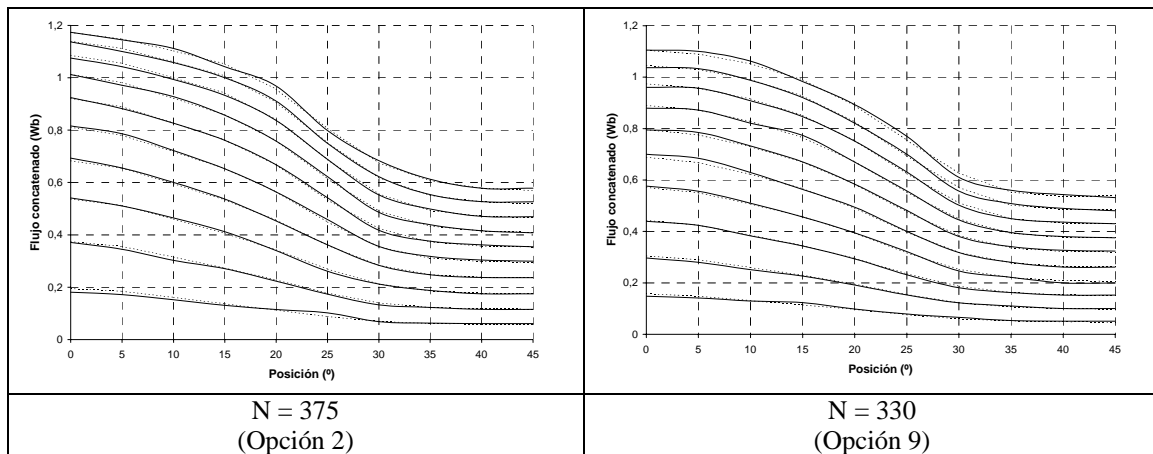 1,2
1
0,8
0,6
0,4
0,2
0
Flujo concatenado (Wb)
0 5 10 15 20 25 30 35 40 45
Posición (º)
1,2
1
0,8
0,6
0,4
0,2
0
Flujo concatenado (Wb)
0 5 10 15 20 25 30 35 40 45
Posición (º)
N = 375
(Opción 2)
N = 330
(Opción 9)